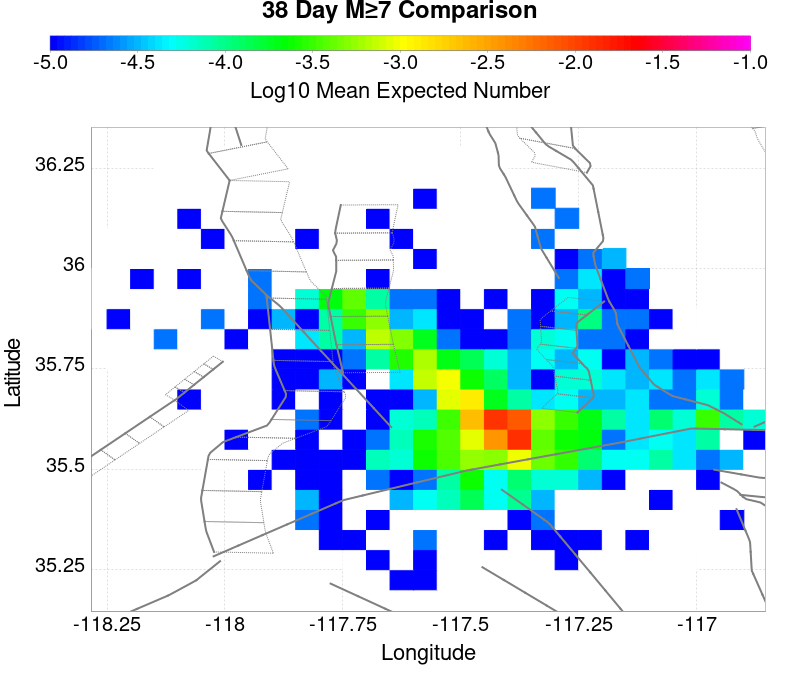 38 Day M≥7 Comparison
-5.0 -4.5 -4.0 -3.5 -3.0 -2.5 -2.0 -1.5 -1.0
Log10 Mean Expected Number
36.25
36
35.75
35.5
35.25
Latitude
-118.25 -118 -117.75 -117.5 -117.25 -117
Longitude